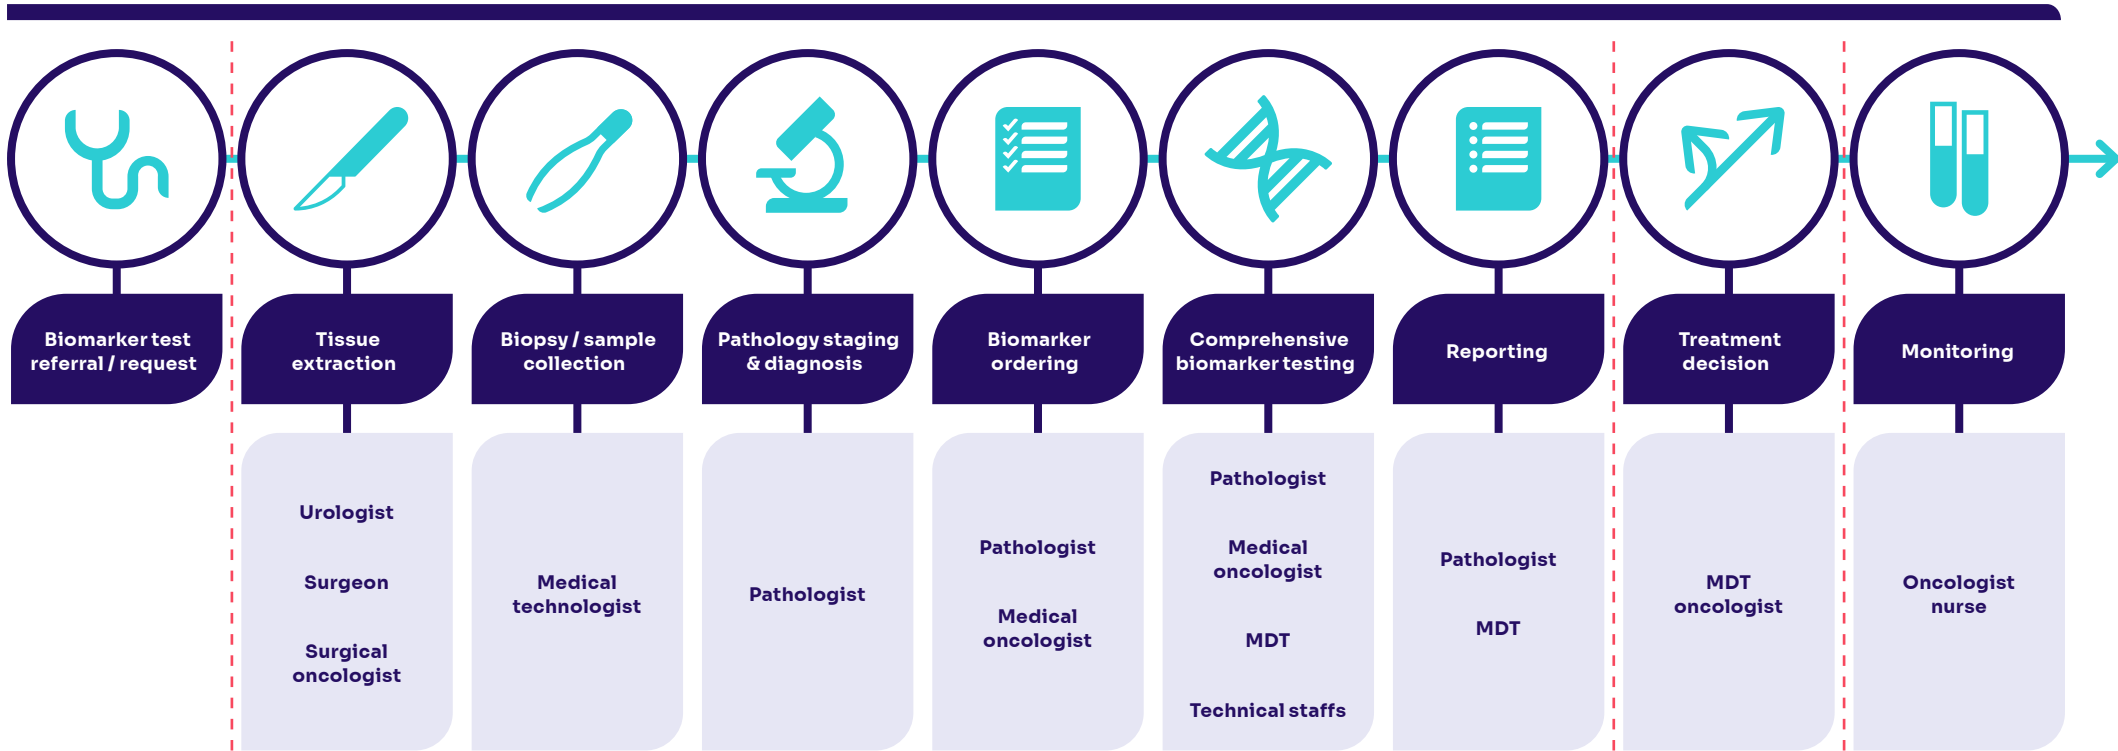 Biomarker test
referral / request
Tissue
extraction
Biopsy / sample
collection
Pathology staging
& diagnosis
Biomarker
ordering
Comprehensive
biomarker testing
Reporting
Treatment
decision
Monitoring
Urologist
Surgeon
Surgical
oncologist
Medical
technologist
Pathologist
Pathologist
Medical
oncologist
Pathologist
Medical
oncologist
MDT
Technical staffs
Pathologist
MDT
MDT
oncologist
Oncologist
nurse